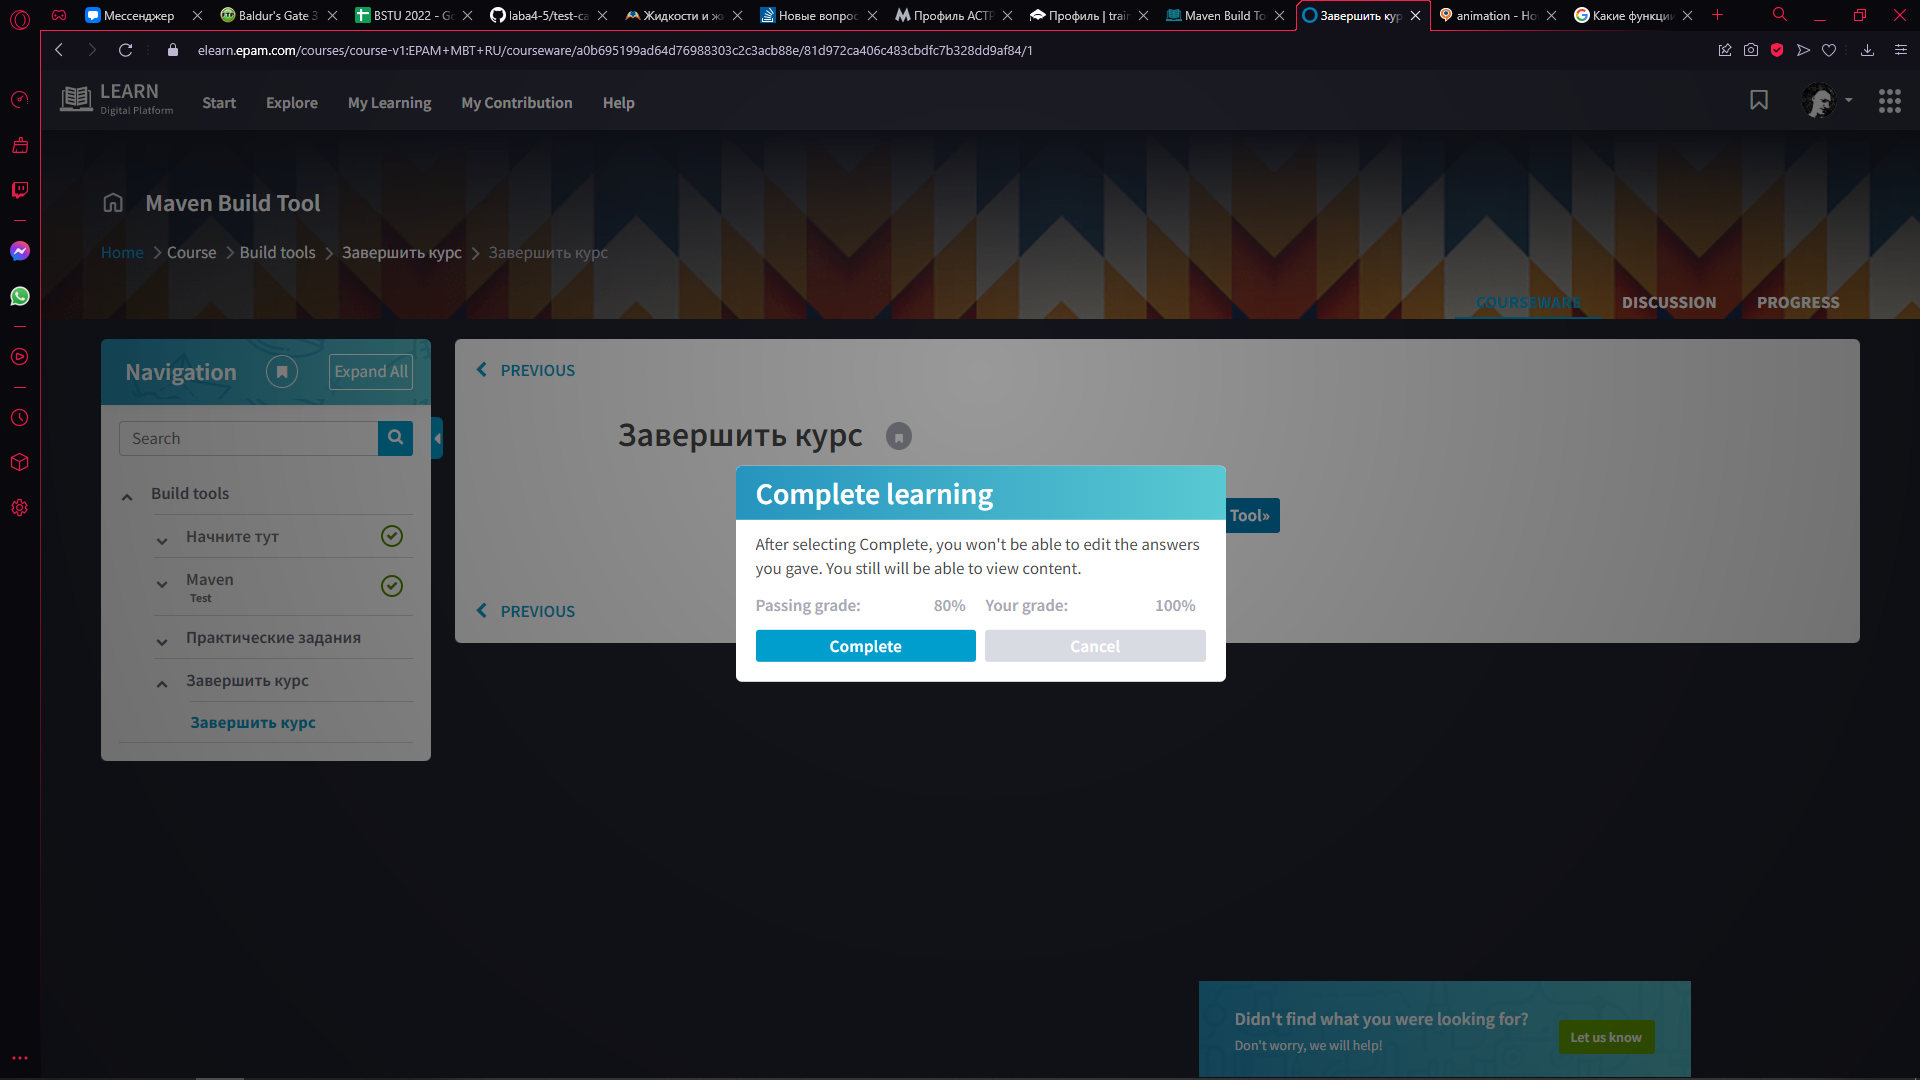 Мессенджер
Baldur's Gate 3
BSTU 2022 - Go
laba4-5/test-ca
Жидкости и жи
Новые вопрос
Профиль АСТР
Профиль | train
Maven Build To
Завершить кур
animation - Ho
Какие функции
elearn.epam.com/courses/course-v1:EPAM+MBT+RU/courseware/a0b695199ad64d76988303c2c3acb88e/81d972ca406c483cbdfc7b328dd9af84/1
LEARN
Digital Platform
Start
Explore
My Learning
My Contribution
Help
Maven Build Tool
Home
Course
Build tools
Завершить курс
Завершить курс
COURSEWARE
DISCUSSION
PROGRESS
Navigation
Expand All
Search
Build tools
Начните тут
Maven
Test
Практические задания
Завершить курс
Завершить курс
PREVIOUS
Завершить курс
Tool»
PREVIOUS
Complete learning
After selecting Complete, you won't be able to edit the answers
you gave. You still will be able to view content.
Passing grade: 80% Your grade: 100%
Complete
Cancel
Didn't find what you were looking for?
Don't worry, we will help!
Let us know